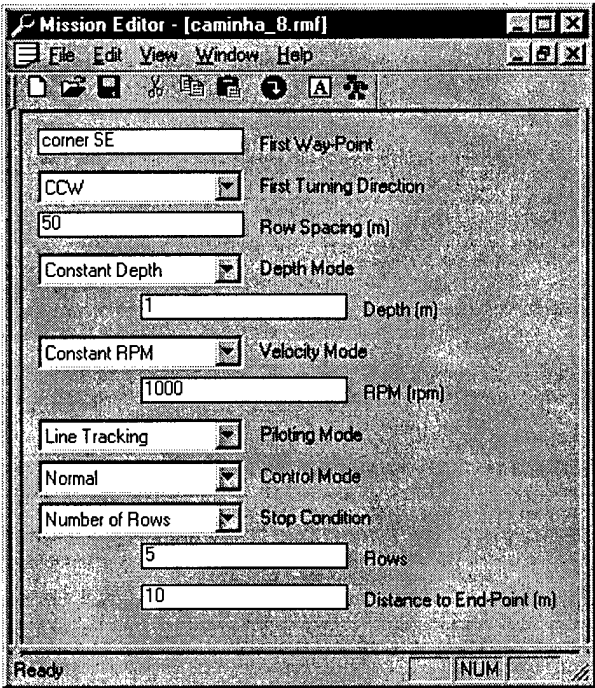 Mission Editor - [caminha_8.rmf]
File Edit View Window Help
A
corner SE First Way-Point
CCW First Turning Direction
50 Row Spacing (m)
Constant Depth Depth Mode
1 Depth (m)
Constant RPM Velocity Mode
1000 RPM (rpm)
Line Tracking Piloting Mode
Normal Control Mode
Number of Rows Stop Condition
5 Rows
10 Distance to End-Point (m)
Ready NUM